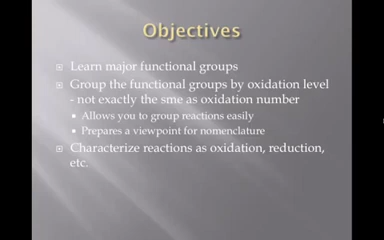 Objectives
Learn major functional groups
Group the functional groups by oxidation level
- not exactly the sme as oxidation number
Allows you to group reactions easily
Prepares a viewpoint for nomenclature
Characterize reactions as oxidation, reduction,
etc.